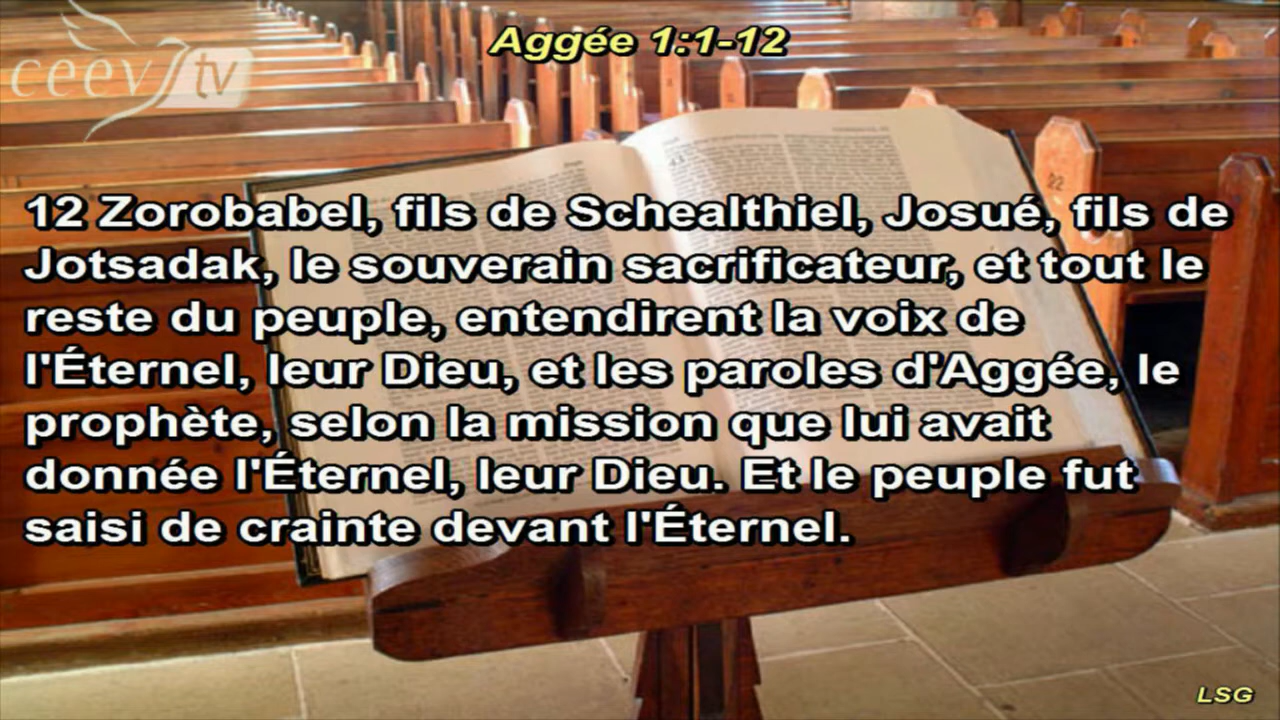 Aggée 1:1-12
ceev tv
12 Zorobabel, fils de Schealthiel, Josué, fils de
Jotsadak, le souverain sacrificateur, et tout le
reste du peuple, entendirent la voix de
l'Éternel, leur Dieu, et les paroles d'Aggée, le
prophète, selon la mission que lui avait
donnée l'Éternel, leur Dieu. Et le peuple fut
saisi de crainte devant l'Éternel.
22
LSG